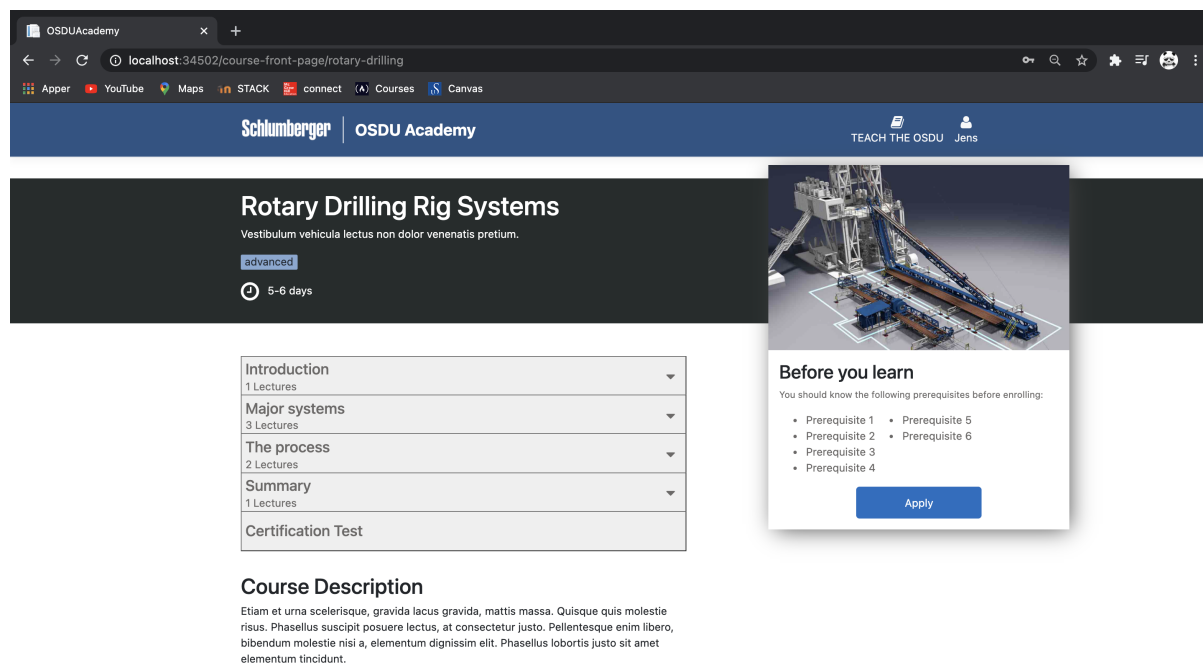 OSDUAcademy
localhost:34502/course-front-page/rotary-drilling
Apper YouTube Maps STACK connect Courses Canvas
Schlumberger OSDU Academy
TEACH THE OSDU Jens
Rotary Drilling Rig Systems
Vestibulum vehicula lectus non dolor venenatis pretium.
advanced
5-6 days
Introduction
1 Lectures
Major systems
3 Lectures
The process
2 Lectures
Summary
1 Lectures
Certification Test
Before you learn
You should know the following prerequisites before enrolling:
• Prerequisite 1 • Prerequisite 5
• Prerequisite 2 • Prerequisite 6
• Prerequisite 3
• Prerequisite 4
Apply
Course Description
Etiam et urna scelerisque, gravida lacus gravida, mattis massa. Quisque quis molestie
risus. Phasellus suscipit posuere lectus, at consectetur justo. Pellentesque enim libero,
bibendum molestie nisi a, elementum dignissim elit. Phasellus lobortis justo sit amet
elementum tincidunt.